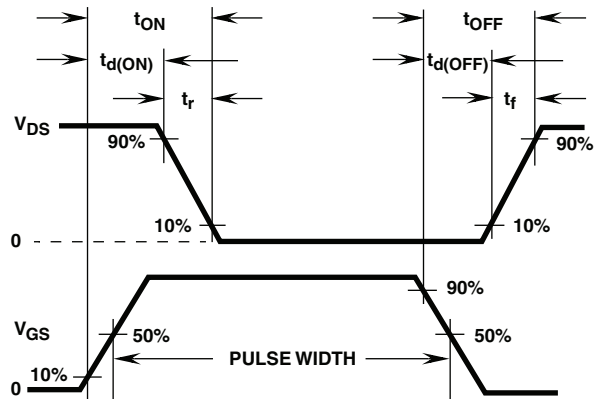 tON tOFF
td(ON) td(OFF)
tr tf
VDS
90% 90%
10% 10%
0
90%
VGS 50% 50%
PULSE WIDTH
10%
0